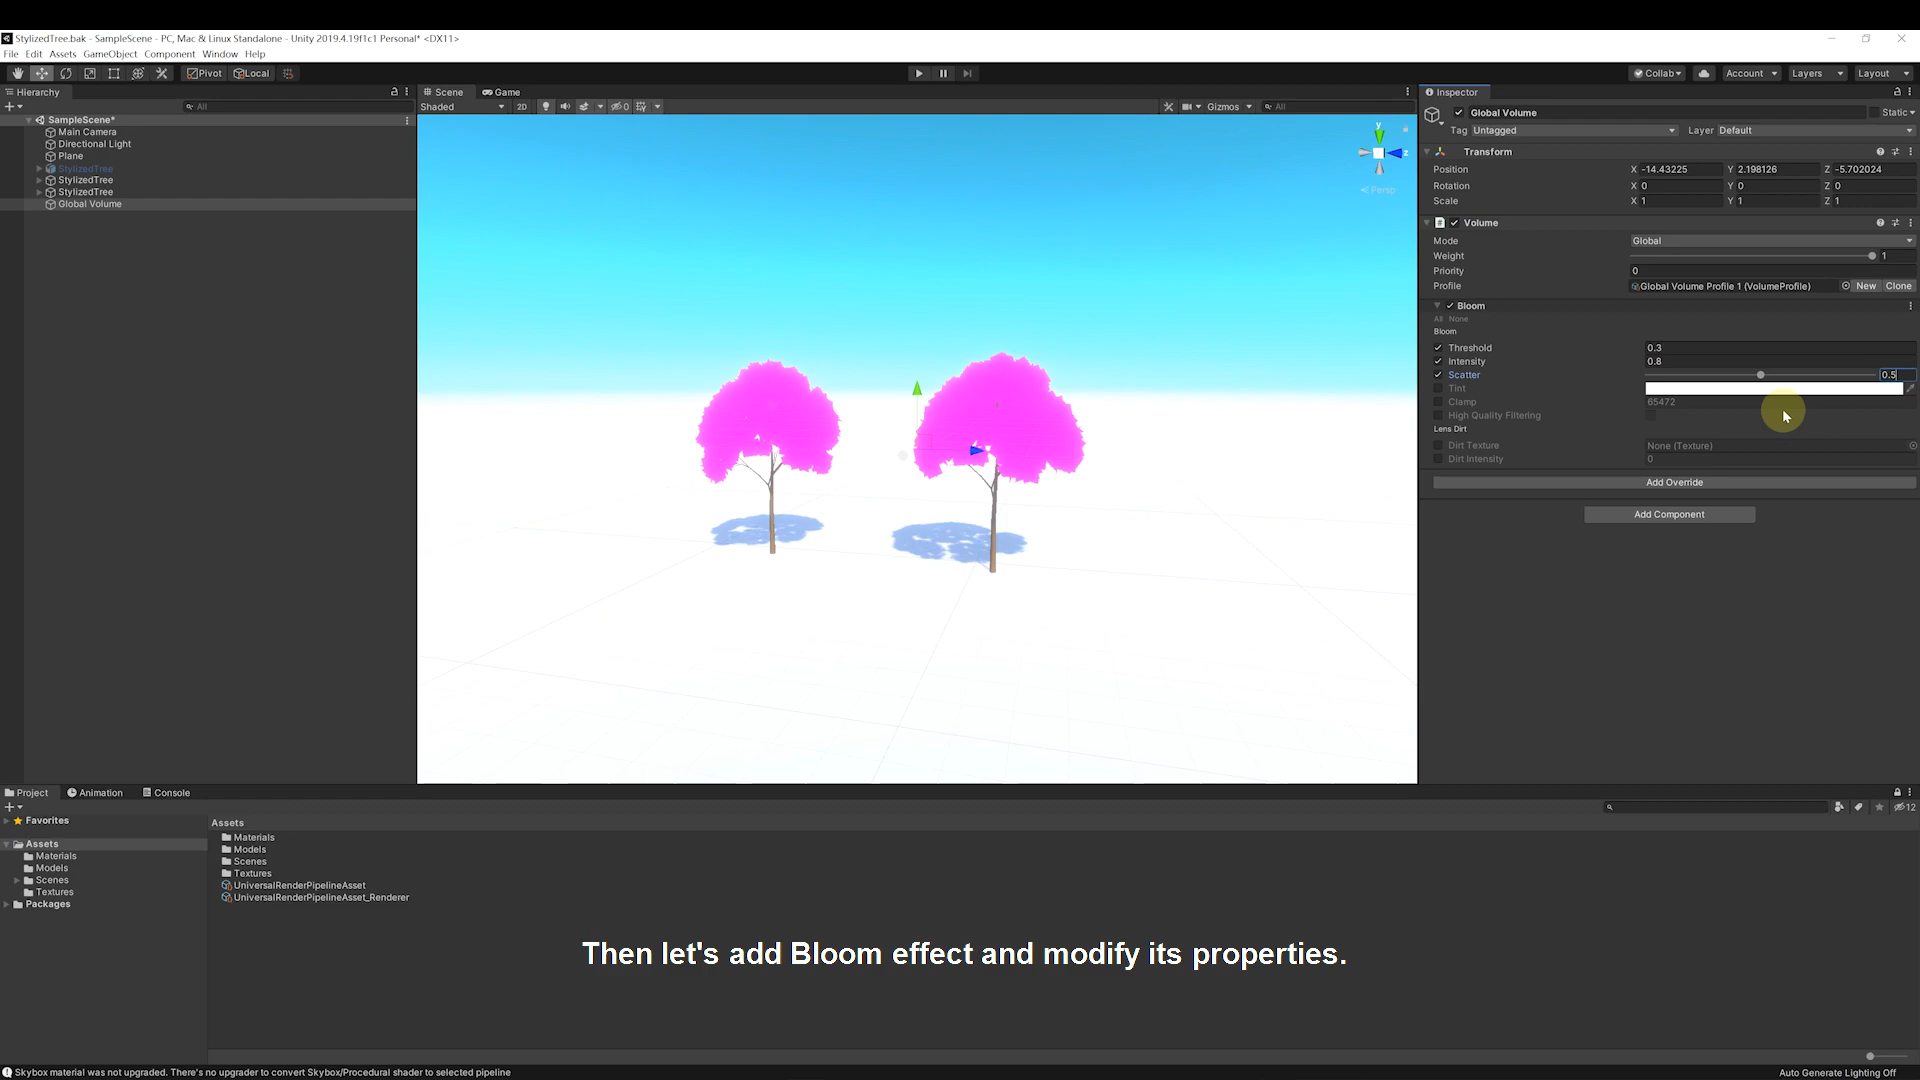 StylizedTree.bak - SampleScene - PC, Mac & Linux Standalone - Unity 2019.4.19f1c1 Personal* <DX11>
File Edit Assets GameObject Component Window Help
Pivot Local Collab Account Layers Layout
Hierarchy
All
SampleScene*
Main Camera
Directional Light
Plane
StylizedTree
StylizedTree
StylizedTree
Global Volume
Scene Game
Shaded 2D 0 Gizmos All
y
z
Persp
Inspector
Global Volume Static
Tag Untagged Layer Default
Transform
Position X -14.43225 Y 2.198126 Z -5.702024
Rotation X 0 Y 0 Z 0
Scale X 1 Y 1 Z 1
Volume
Mode Global
Weight 1
Priority 0
Profile Global Volume Profile 1 (VolumeProfile) New Clone
Bloom
All None
Bloom
Threshold 0.3
Intensity 0.8
Scatter 0.5
Tint
Clamp 65472
High Quality Filtering
Lens Dirt
Dirt Texture None (Texture)
Dirt Intensity 0
Add Override
Add Component
Project Animation Console
12
Favorites
Assets
Materials
Models
Scenes
Textures
Packages
Assets
Materials
Models
Scenes
Textures
UniversalRenderPipelineAsset
UniversalRenderPipelineAsset_Renderer
Then let's add Bloom effect and modify its properties.
Skybox material was not upgraded. There's no upgrader to convert Skybox/Procedural shader to selected pipeline
Auto Generate Lighting Off